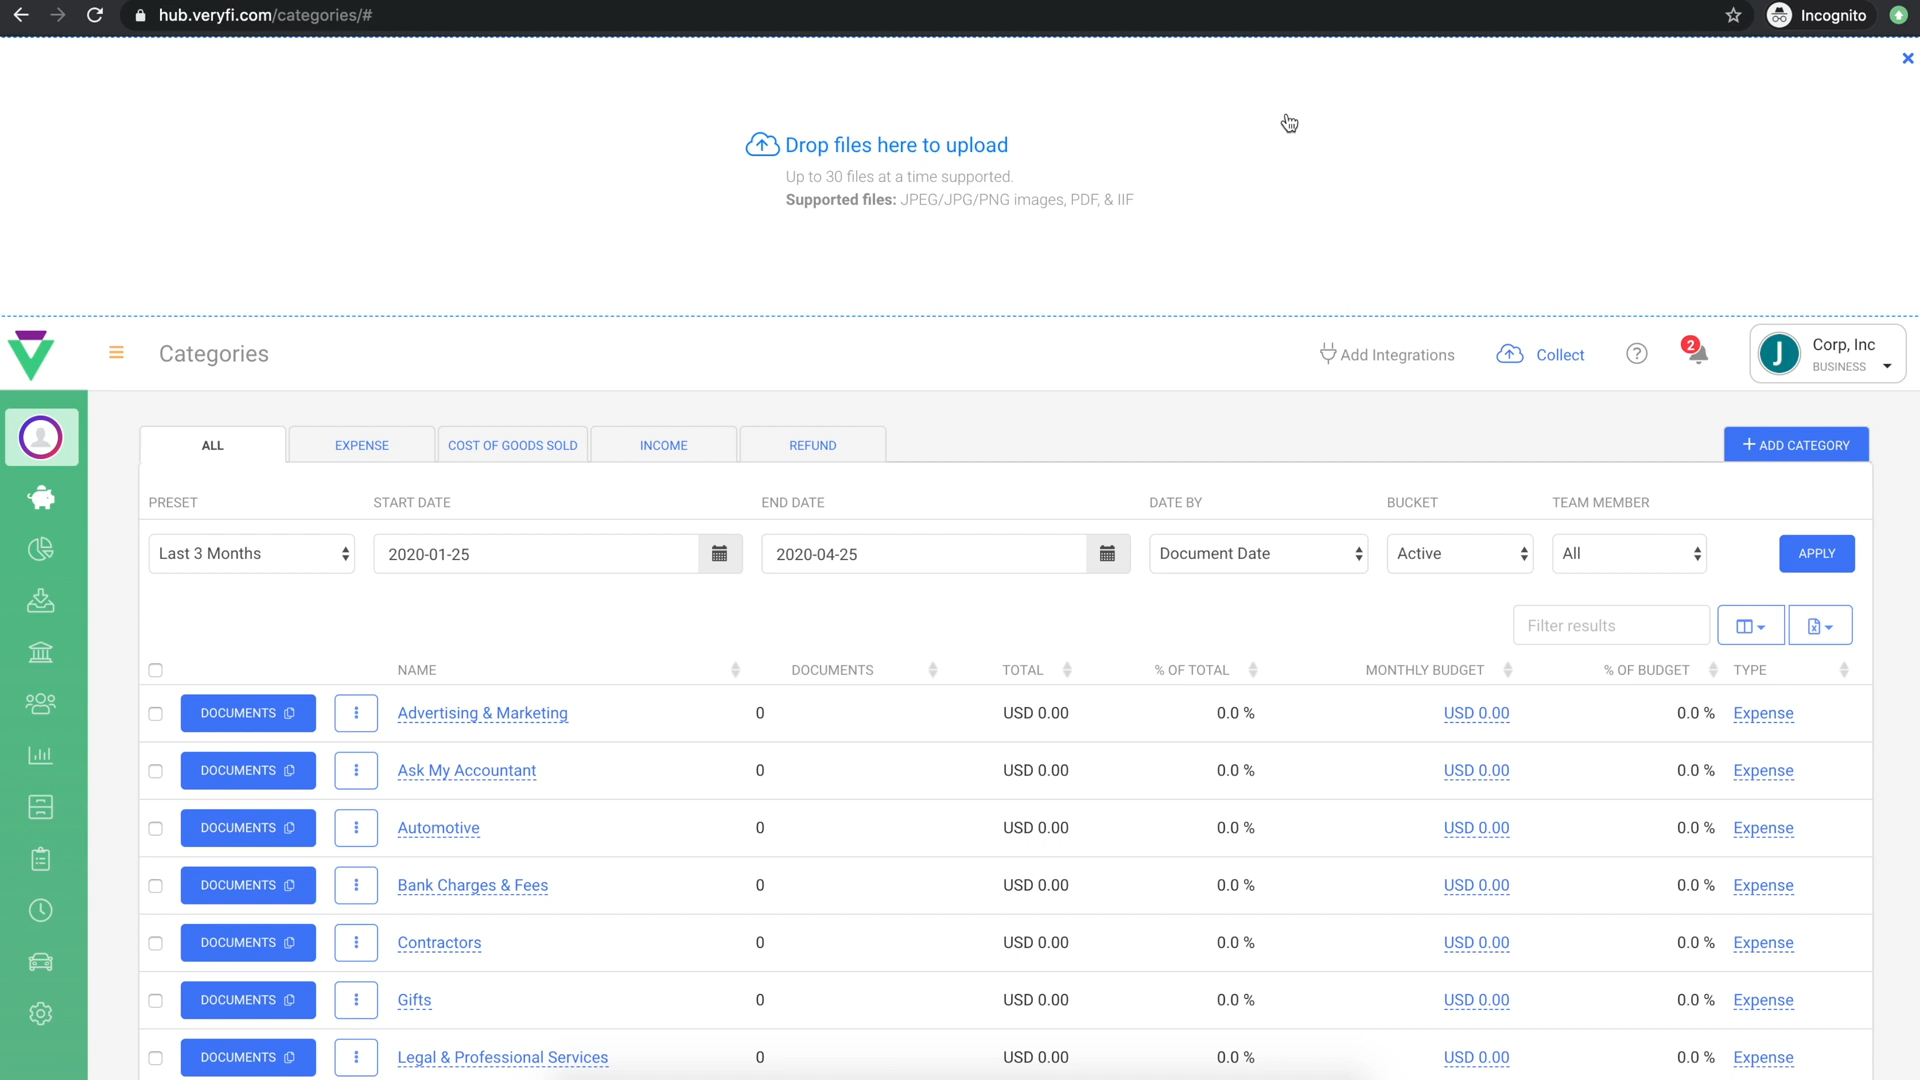 hub.veryfi.com/categories/#
Incognito
Drop files here to upload
Up to 30 files at a time supported.
Supported files: JPEG/JPG/PNG images, PDF, & IIF
Categories
Add Integrations
Collect
?
2
J
Corp, Inc
BUSINESS
ALL
EXPENSE
COST OF GOODS SOLD
INCOME
REFUND
+ ADD CATEGORY
PRESET
START DATE
END DATE
DATE BY
BUCKET
TEAM MEMBER
Last 3 Months
2020-01-25
2020-04-25
Document Date
Active
All
APPLY
Filter results
NAME DOCUMENTS TOTAL % OF TOTAL MONTHLY BUDGET % OF BUDGET TYPE
DOCUMENTS Advertising & Marketing 0 USD 0.00 0.0 % USD 0.00 0.0 % Expense
DOCUMENTS Ask My Accountant 0 USD 0.00 0.0 % USD 0.00 0.0 % Expense
DOCUMENTS Automotive 0 USD 0.00 0.0 % USD 0.00 0.0 % Expense
DOCUMENTS Bank Charges & Fees 0 USD 0.00 0.0 % USD 0.00 0.0 % Expense
DOCUMENTS Contractors 0 USD 0.00 0.0 % USD 0.00 0.0 % Expense
DOCUMENTS Gifts 0 USD 0.00 0.0 % USD 0.00 0.0 % Expense
DOCUMENTS Legal & Professional Services 0 USD 0.00 0.0 % USD 0.00 0.0 % Expense